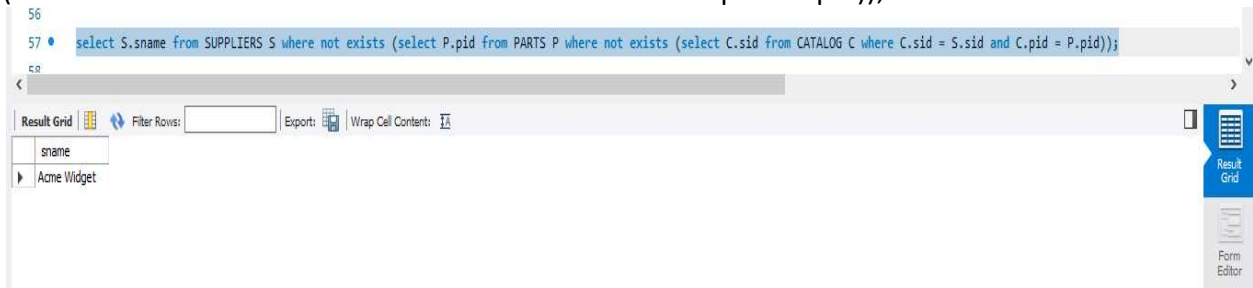 56
57 select S.sname from SUPPLIERS S where not exists (select P.pid from PARTS P where not exists (select C.sid from CATALOG C where C.sid = S.sid and C.pid = P.pid));
58
Result Grid Filter Rows: Export: Wrap Cell Content:
sname
Acme Widget
Result
Grid
Form
Editor